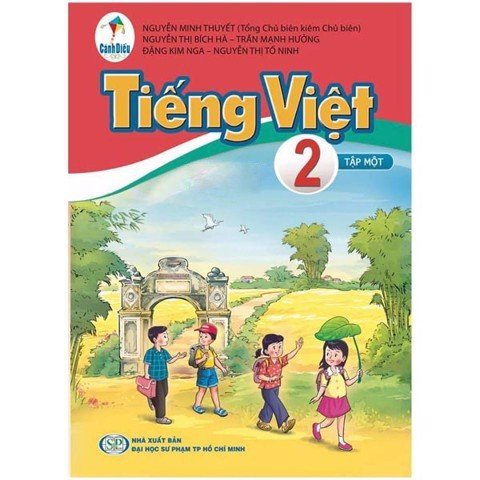 NGUYỄN MINH THUYẾT (Tổng Chủ biên kiêm Chủ biên)
NGUYỄN THỊ BÍCH HÀ – TRẦN MẠNH HƯỞNG
ĐẶNG KIM NGA – NGUYỄN THỊ TỐ NINH
Cánh Diều
Tiếng Việt
2
TẬP MỘT
SP
NHÀ XUẤT BẢN
ĐẠI HỌC SƯ PHẠM TP HỒ CHÍ MINH